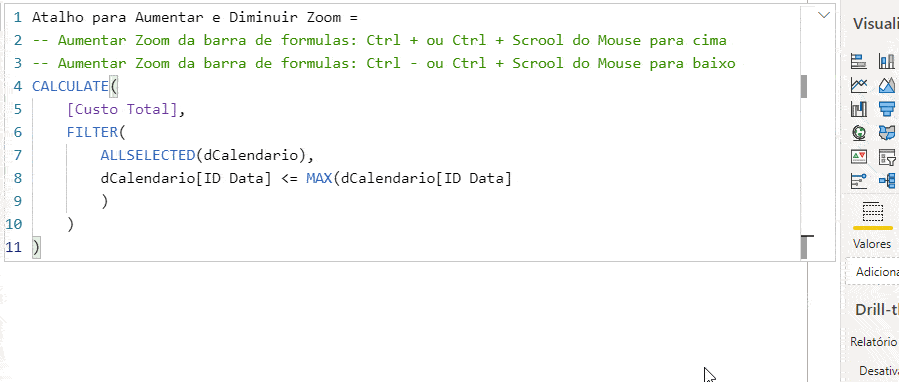 1 Atalho para Aumentar e Diminuir Zoom =
2 -- Aumentar Zoom da barra de formulas: Ctrl + ou Ctrl + Scrool do Mouse para cima
3 -- Aumentar Zoom da barra de formulas: Ctrl - ou Ctrl + Scrool do Mouse para baixo
4 CALCULATE(
5 [Custo Total],
6 FILTER(
7 ALLSELECTED(dCalendario),
8 dCalendario[ID Data] <= MAX(dCalendario[ID Data]
9 )
10 )
11 )
Visuali
Valores
Adiciona
Drill-t
Relatório
Desativa